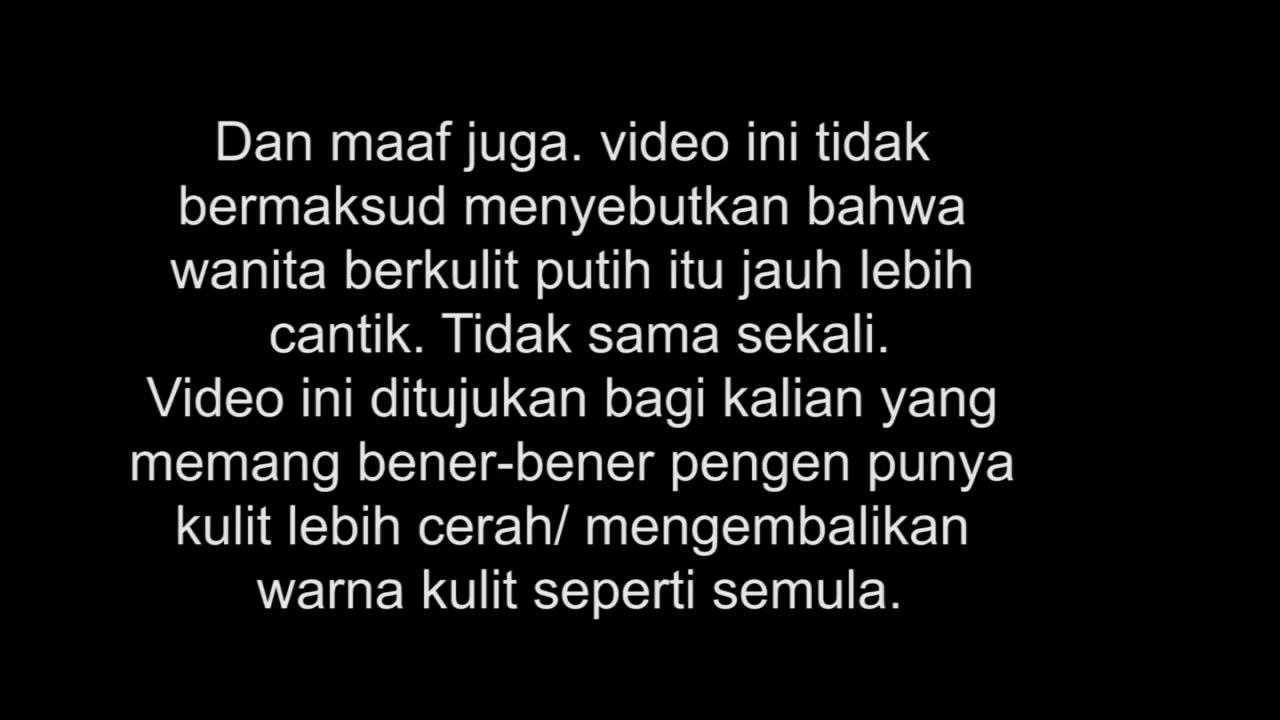 Dan maaf juga. video ini tidak
bermaksud menyebutkan bahwa
wanita berkulit putih itu jauh lebih
cantik. Tidak sama sekali.
Video ini ditujukan bagi kalian yang
memang bener-bener pengen punya
kulit lebih cerah/ mengembalikan
warna kulit seperti semula.